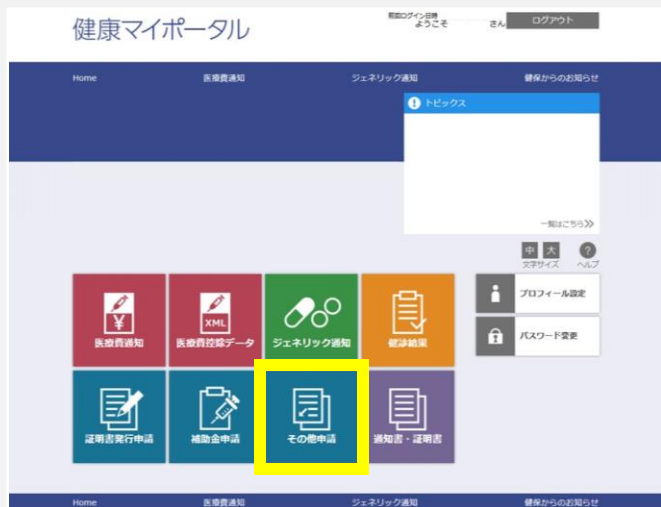 健康マイポータル
前回ログイン日時
ようこそ さん
ログアウト
Home 医療費通知 ジェネリック通知 健保からのお知らせ
! トピックス
一覧はこちら
中 大 ?
文字サイズ ヘルプ
プロフィール設定
パスワード変更
¥ XML
医療費通知 医療費控除データ ジェネリック通知 健診結果
証明書発行申請 補助金申請 その他申請 通知書・証明書
Home 医療費通知 ジェネリック通知 健保からのお知らせ